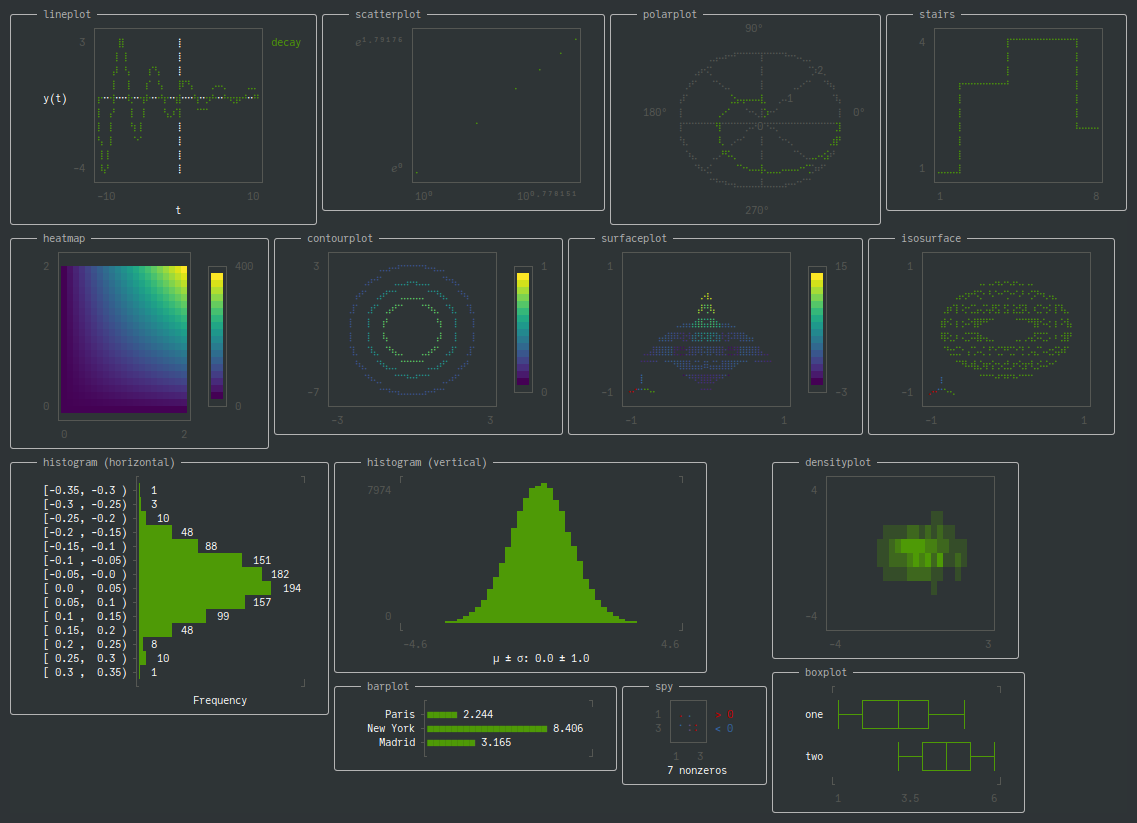 lineplot
3
decay
y(t)
-4
-10 10
t
scatterplot
e¹·⁷⁹¹⁷⁶
e⁰
10⁰ 10⁰·⁷⁷⁸¹⁵¹
polarplot
90°
2
1
180° 0°
0
270°
stairs
4
1
1 8
heatmap
2 400
0 0
0 2
contourplot
3 1
-7 0
-3 3
surfaceplot
1 15
-1 -3
-1 1
isosurface
1
-1
-1 1
histogram (horizontal)
[-0.35, -0.3 ) 1
[-0.3 , -0.25) 3
[-0.25, -0.2 ) 10
[-0.2 , -0.15) 48
[-0.15, -0.1 ) 88
[-0.1 , -0.05) 151
[-0.05, -0.0 ) 182
[ 0.0 , 0.05) 194
[ 0.05, 0.1 ) 157
[ 0.1 , 0.15) 99
[ 0.15, 0.2 ) 48
[ 0.2 , 0.25) 8
[ 0.25, 0.3 ) 10
[ 0.3 , 0.35) 1
Frequency
histogram (vertical)
7974
0
-4.6 4.6
μ ± σ: 0.0 ± 1.0
densityplot
4
-4
-4 3
barplot
Paris 2.244
New York 8.406
Madrid 3.165
spy
1 > 0
3 < 0
1 3
7 nonzeros
boxplot
one
two
1 3.5 6